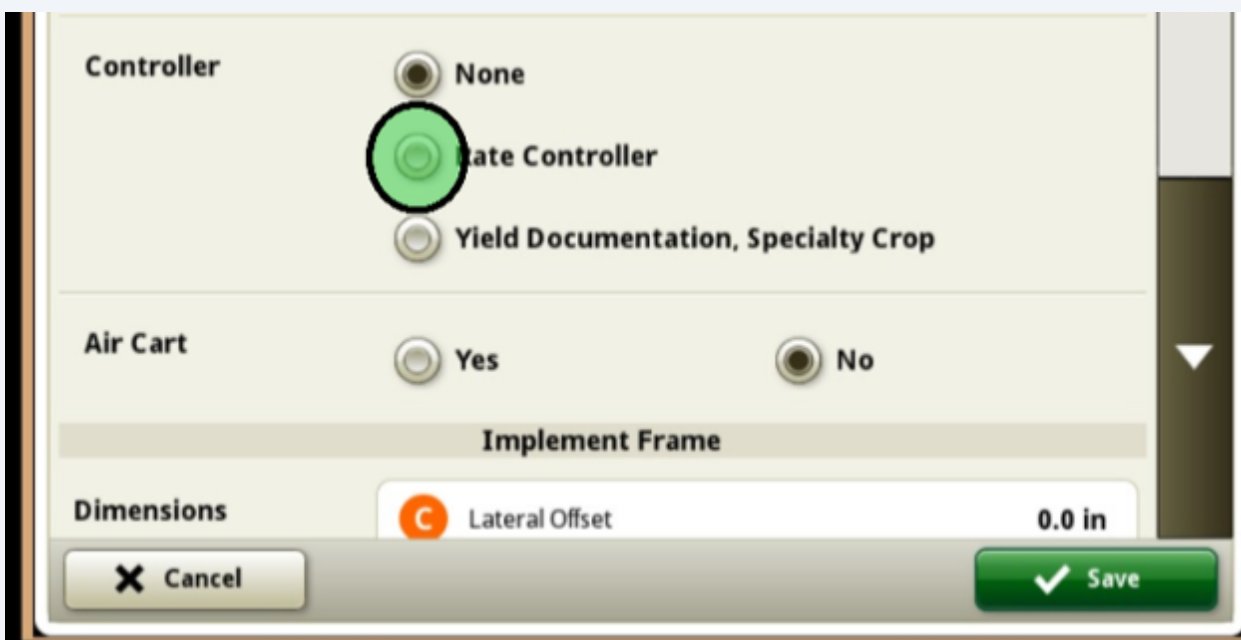 Controller
None
ate Controller
Yield Documentation, Specialty Crop
Air Cart
Yes
No
Implement Frame
Dimensions
C
Lateral Offset
0.0 in
Cancel
Save